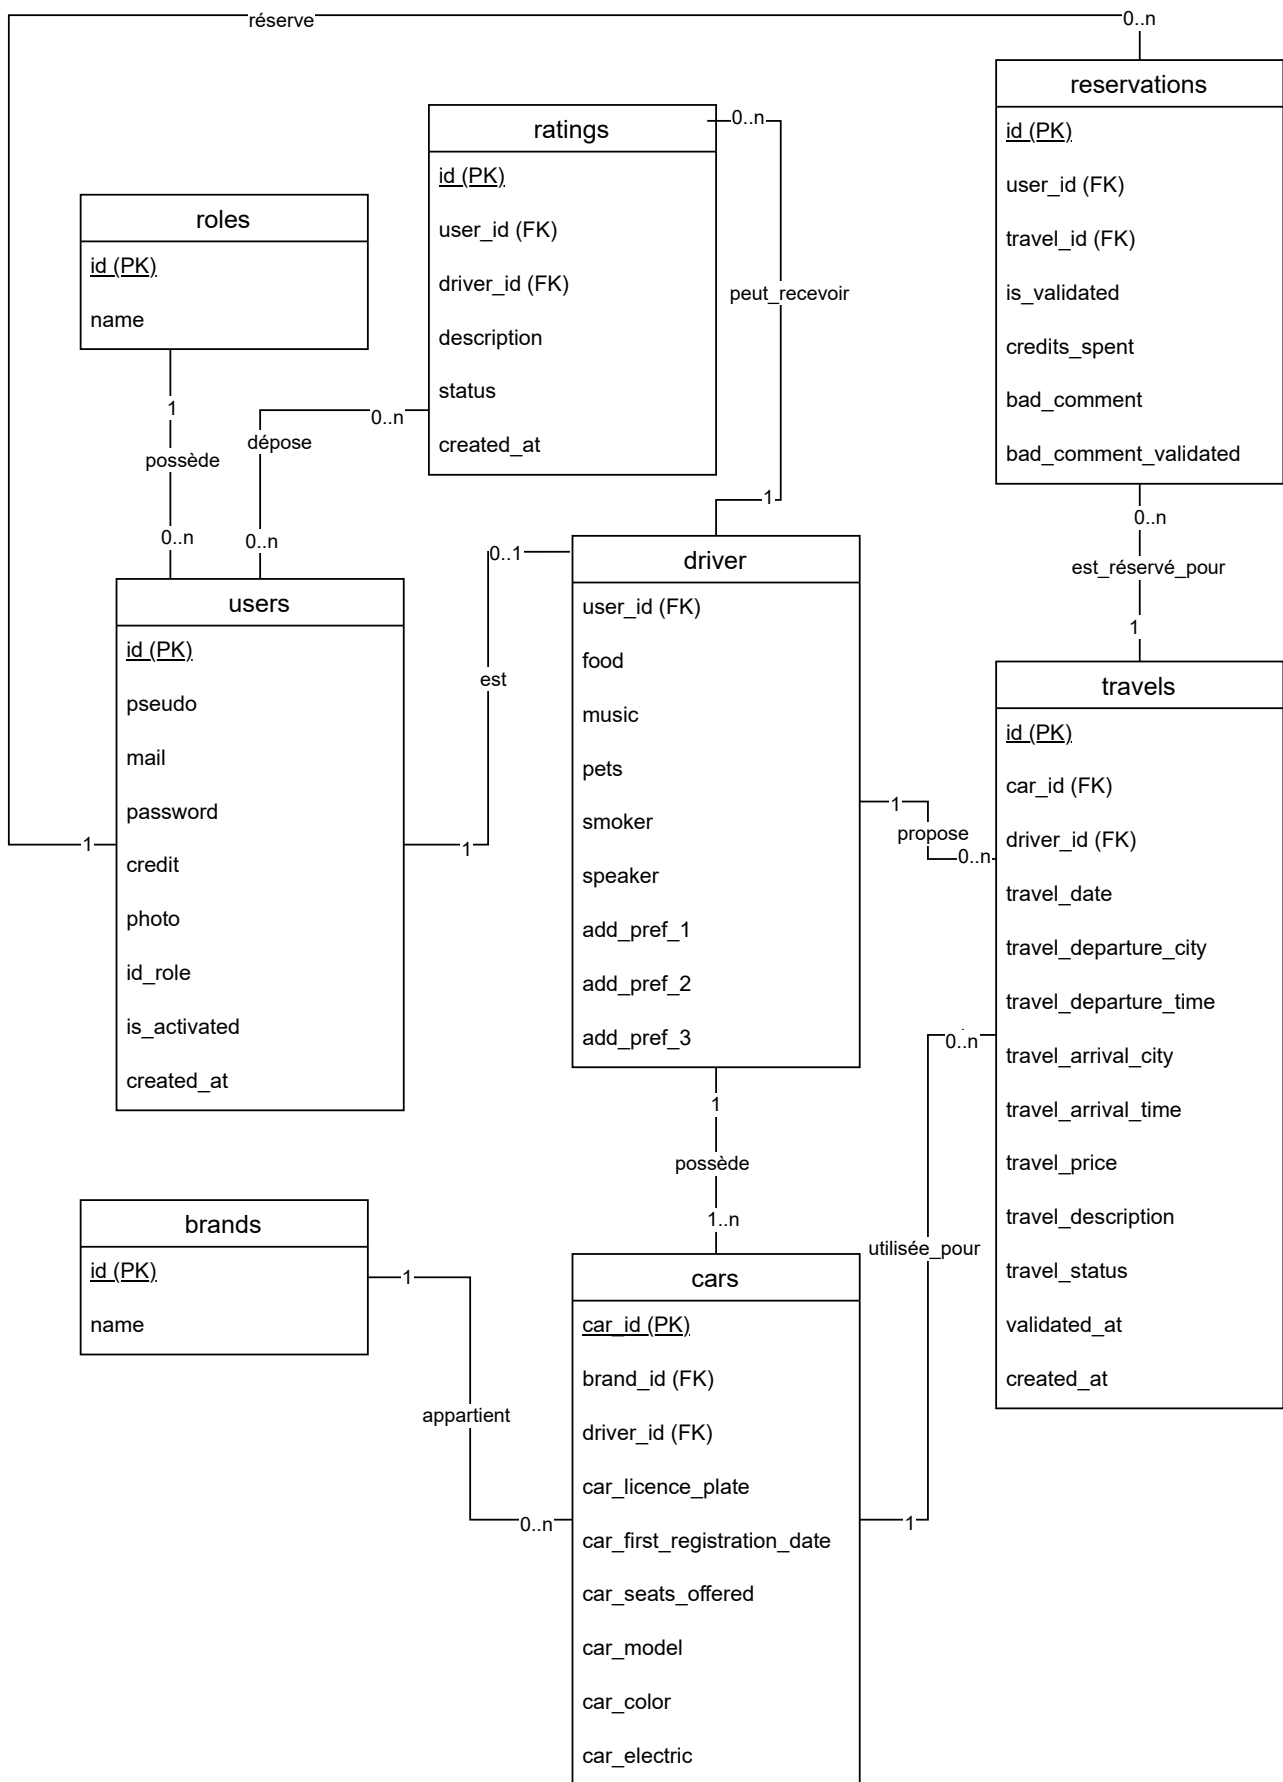 réserve
0..n
reservations
id (PK)
user_id (FK)
travel_id (FK)
is_validated
credits_spent
bad_comment
bad_comment_validated
ratings
id (PK)
user_id (FK)
driver_id (FK)
description
status
created_at
0..n
peut_recevoir
1
roles
id (PK)
name
1
possède
0..n
0..n
dépose
0..n
0..n
est_réservé_pour
1
users
id (PK)
pseudo
mail
password
credit
photo
id_role
is_activated
created_at
1
0..1
est
1
driver
user_id (FK)
food
music
pets
smoker
speaker
add_pref_1
add_pref_2
add_pref_3
1
propose
0..n
travels
id (PK)
car_id (FK)
driver_id (FK)
travel_date
travel_departure_city
travel_departure_time
travel_arrival_city
travel_arrival_time
travel_price
travel_description
travel_status
validated_at
created_at
1
possède
1..n
0..n
utilisée_pour
1
brands
id (PK)
name
1
appartient
0..n
cars
car_id (PK)
brand_id (FK)
driver_id (FK)
car_licence_plate
car_first_registration_date
car_seats_offered
car_model
car_color
car_electric